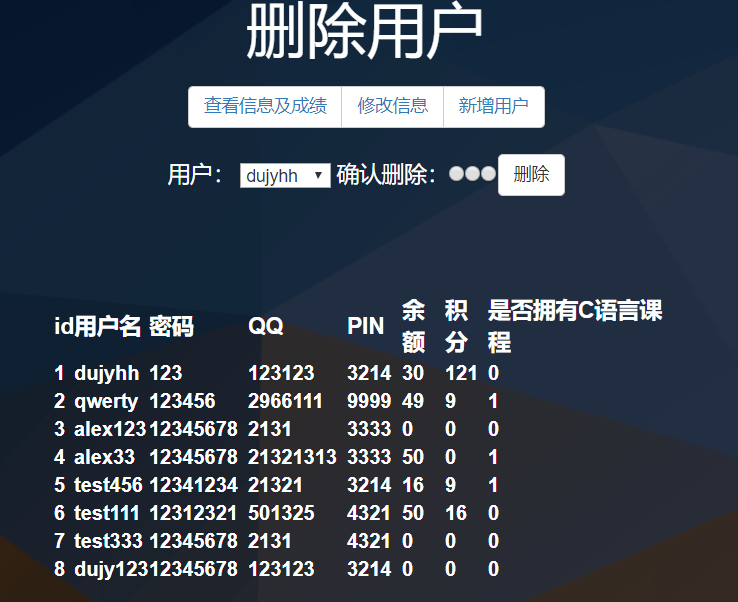 删除用户
查看信息及成绩 修改信息 新增用户
用户： dujyhh 确认删除： 删除
id 用户名 密码 QQ PIN 余额 积分 是否拥有C语言课程
1 dujyhh 123 123123 3214 30 121 0
2 qwerty 123456 2966111 9999 49 9 1
3 alex123 12345678 2131 3333 0 0 0
4 alex33 12345678 21321313 3333 50 0 1
5 test456 12341234 21321 3214 16 9 1
6 test111 12312321 501325 4321 50 16 0
7 test333 12345678 2131 4321 0 0 0
8 dujy123 12345678 123123 3214 0 0 0